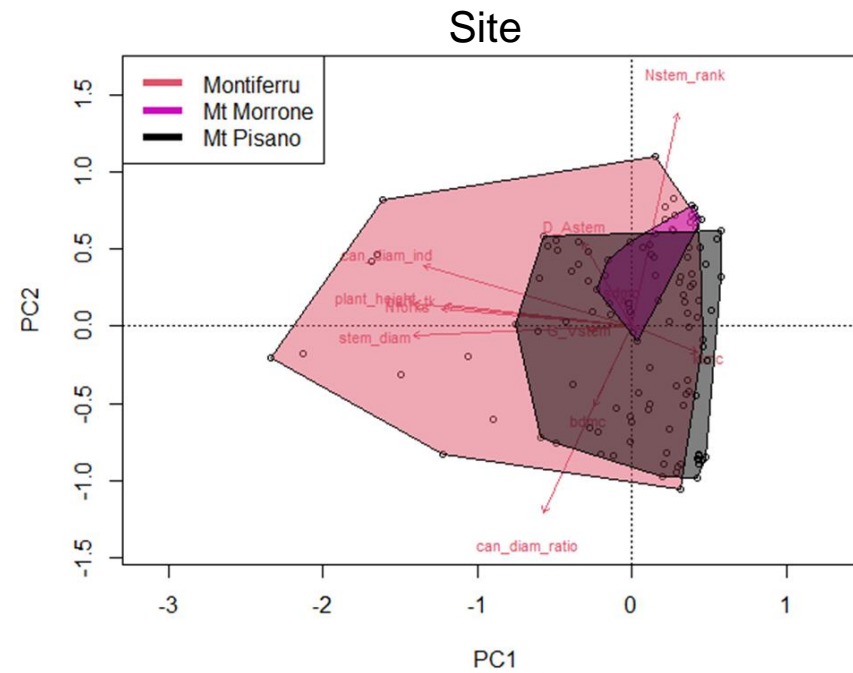 Site
Montiferru
Mt Morrone
Mt Pisano
Nstem_rank
D_Astem
can_diam_ind
plant_height
stem_diam
G_Vstem
bdmc
can_diam_ratio
PC2
1.5
1.0
0.5
0.0
-0.5
-1.0
-1.5
-3
-2
-1
0
1
PC1